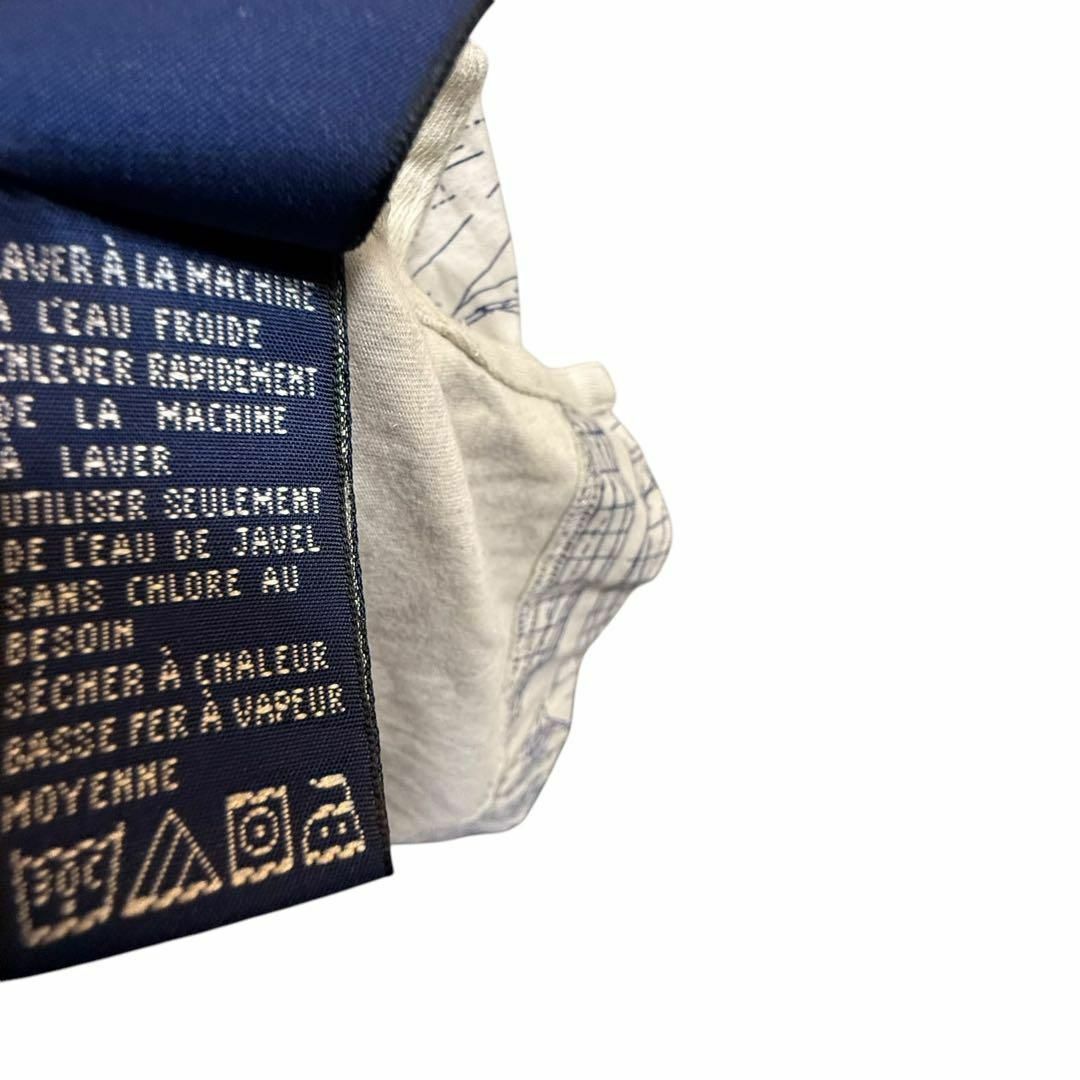 LAVER À LA MACHINE
À L'EAU FROIDE
ENLEVER RAPIDEMENT
DE LA MACHINE
À LAVER
UTILISER SEULEMENT
DE L'EAU DE JAVEL
SANS CHLORE AU
BESOIN
SÉCHER À CHALEUR
BASSE FER À VAPEUR
MOYENNE
30°C